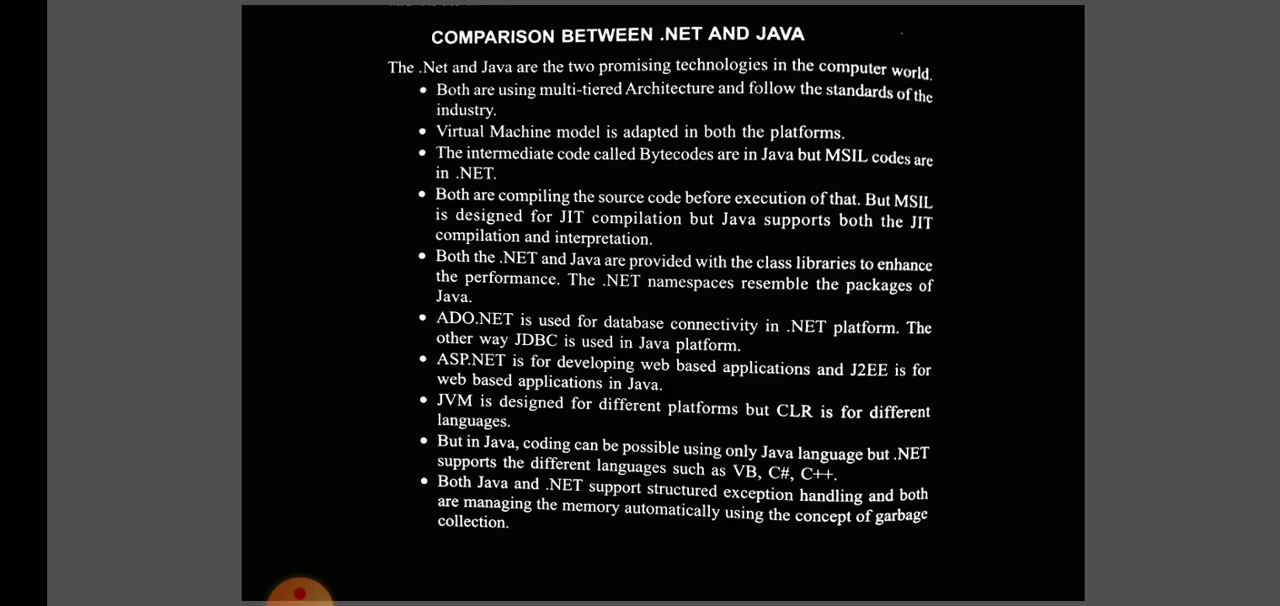 COMPARISON BETWEEN .NET AND JAVA
The .Net and Java are the two promising technologies in the computer world.
• Both are using multi-tiered Architecture and follow the standards of the
industry.
• Virtual Machine model is adapted in both the platforms.
• The intermediate code called Bytecodes are in Java but MSIL codes are
in .NET.
• Both are compiling the source code before execution of that. But MSIL
is designed for JIT compilation but Java supports both the JIT
compilation and interpretation.
• Both the .NET and Java are provided with the class libraries to enhance
the performance. The .NET namespaces resemble the packages of
Java.
• ADO.NET is used for database connectivity in .NET platform. The
other way JDBC is used in Java platform.
• ASP.NET is for developing web based applications and J2EE is for
web based applications in Java.
• JVM is designed for different platforms but CLR is for different
languages.
• But in Java, coding can be possible using only Java language but .NET
supports the different languages such as VB, C#, C++.
• Both Java and .NET support structured exception handling and both
are managing the memory automatically using the concept of garbage
collection.